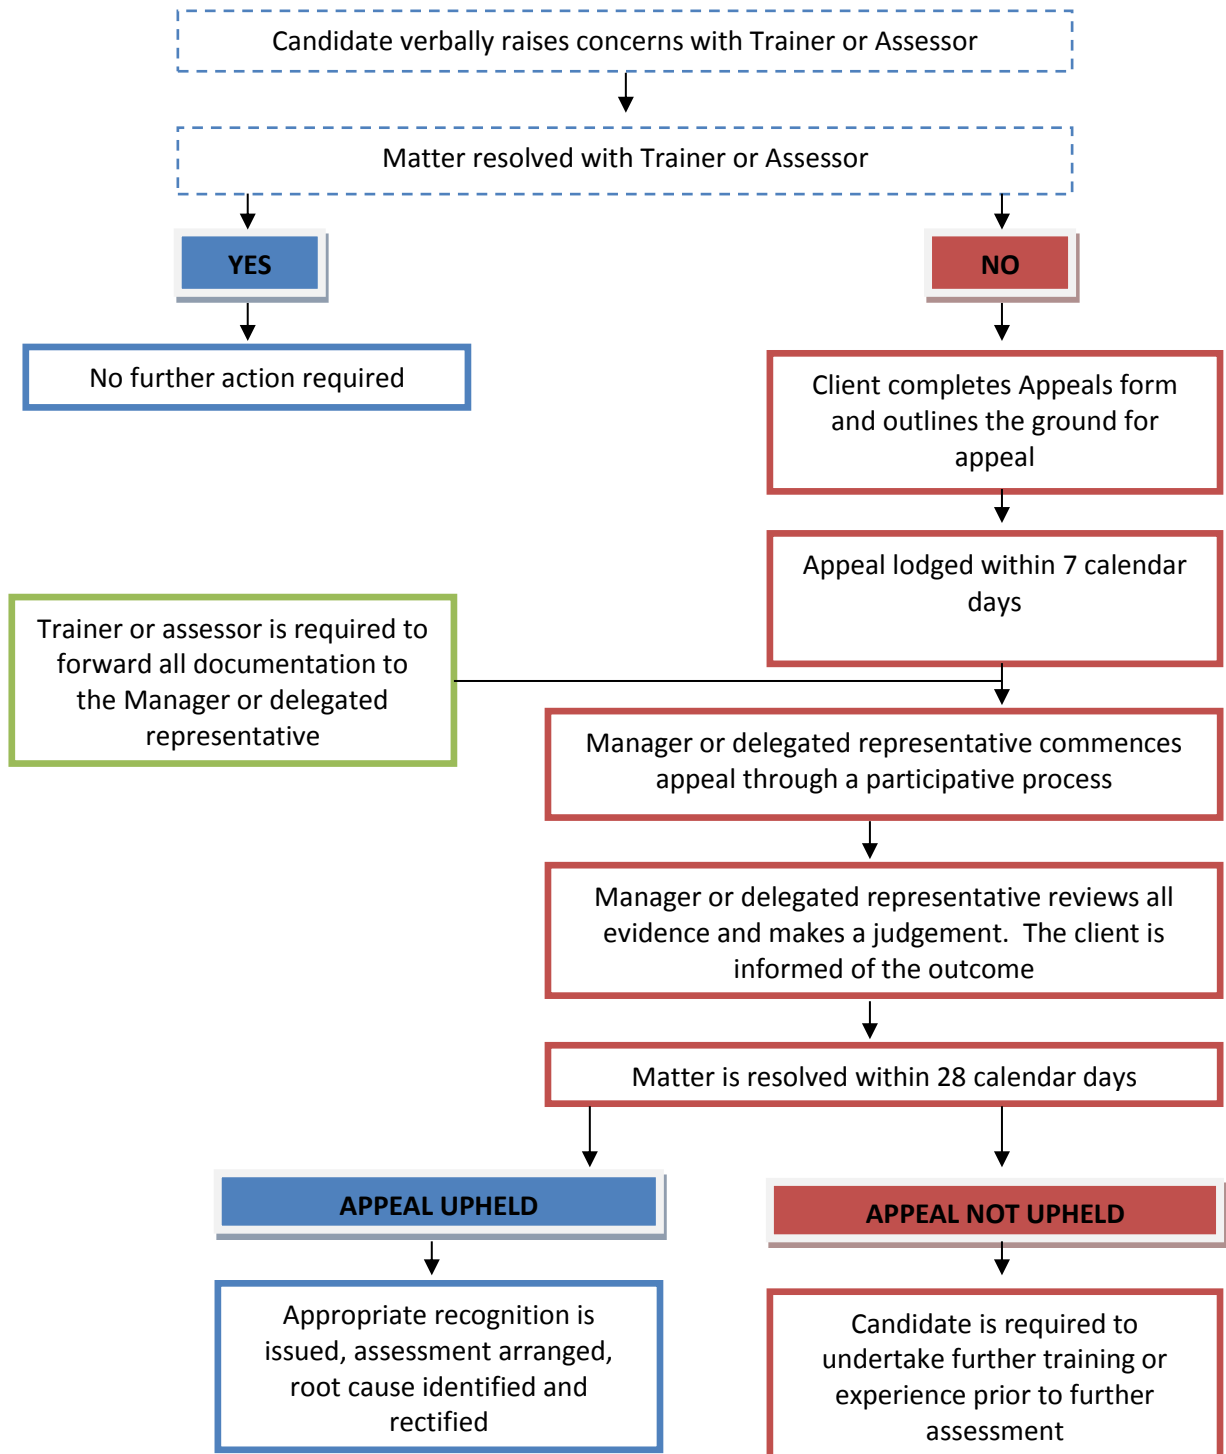 Candidate verbally raises concerns with Trainer or Assessor
Matter resolved with Trainer or Assessor
YES
NO
No further action required
Client completes Appeals form
and outlines the ground for
appeal
Appeal lodged within 7 calendar
days
Trainer or assessor is required to
forward all documentation to
the Manager or delegated
representative
Manager or delegated representative commences
appeal through a participative process
Manager or delegated representative reviews all
evidence and makes a judgement.  The client is
informed of the outcome
Matter is resolved within 28 calendar days
APPEAL UPHELD
APPEAL NOT UPHELD
Appropriate recognition is
issued, assessment arranged,
root cause identified and
rectified
Candidate is required to
undertake further training or
experience prior to further
assessment